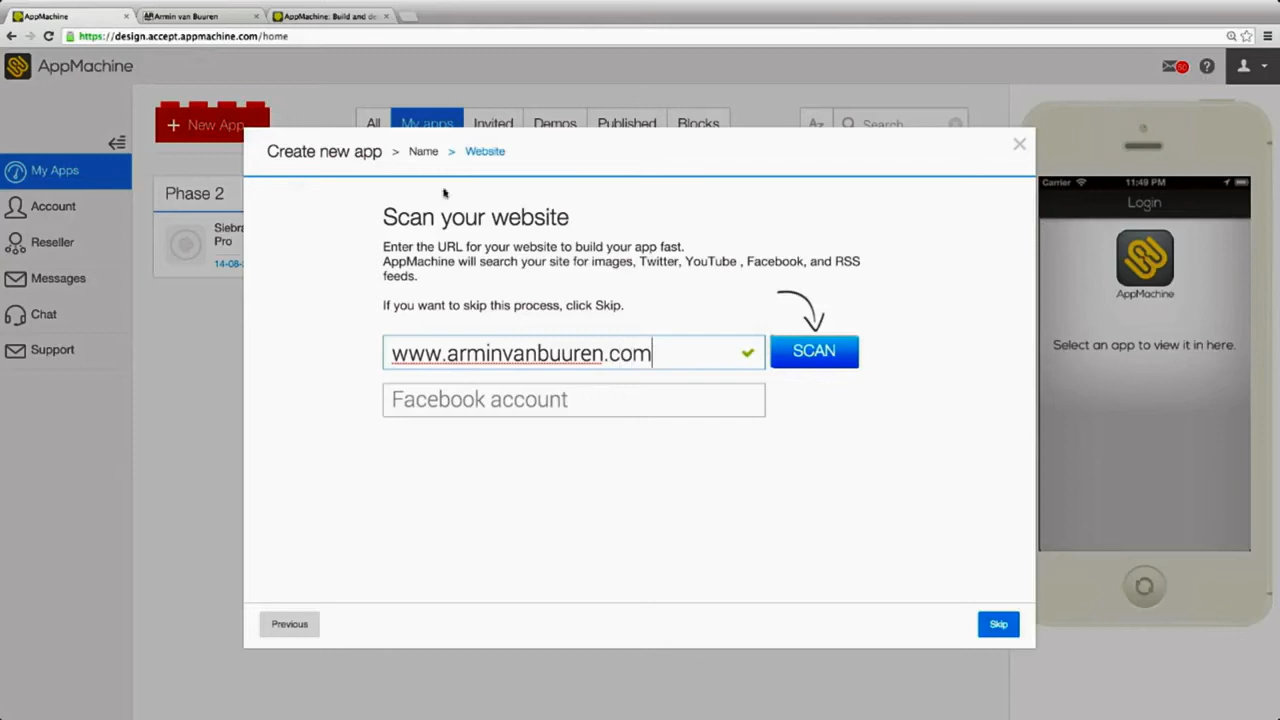 AppMachine
Armin van Buuren
AppMachine: Build and de
https://design.accept.appmachine.com/home
AppMachine
+ New App
All
My apps
Invited
Demos
Published
Blocks
Az
Search
My Apps
Account
Reseller
Messages
Chat
Support
Phase 2
Siebra
Pro
14-08-
Create new app > Name > Website
Scan your website
Enter the URL for your website to build your app fast.
AppMachine will search your site for images, Twitter, YouTube , Facebook, and RSS
feeds.
If you want to skip this process, click Skip.
www.arminvanbuuren.com
SCAN
Facebook account
Previous
Skip
Carrier
11:49 PM
Login
AppMachine
Select an app to view it in here.